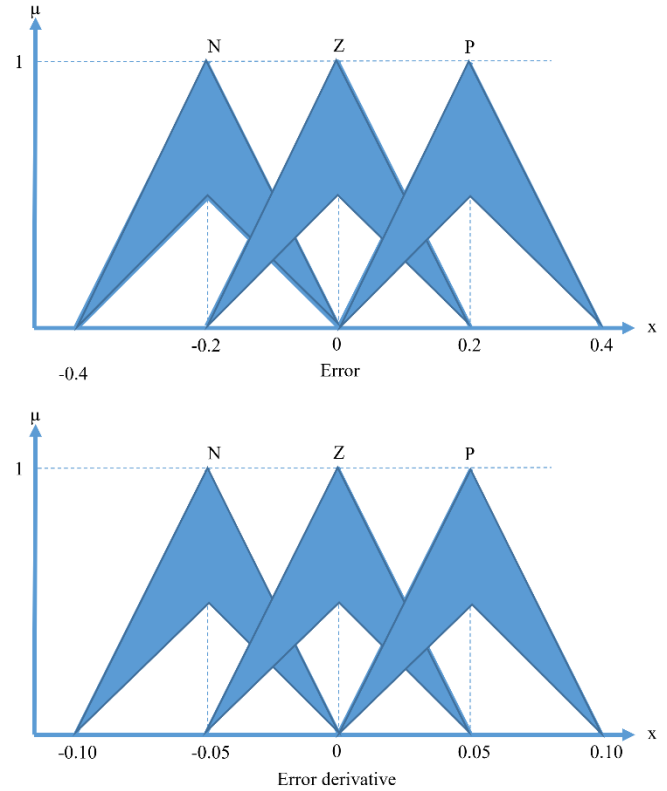 μ
N Z P
1
x
-0.2 0 0.2 0.4
-0.4
Error
μ
N Z P
1
x
-0.10 -0.05 0 0.05 0.10
Error derivative